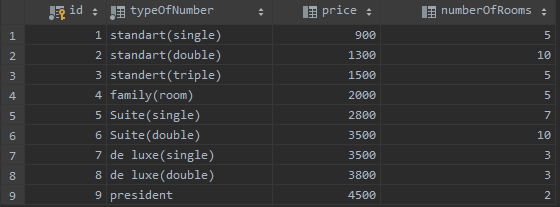 id typeOfNumber price numberOfRooms
1 1 standart(single) 900 5
2 2 standart(double) 1300 10
3 3 standert(triple) 1500 5
4 4 family(room) 2000 5
5 5 Suite(single) 2800 7
6 6 Suite(double) 3500 10
7 7 de luxe(single) 3500 3
8 8 de luxe(double) 3800 3
9 9 president 4500 2